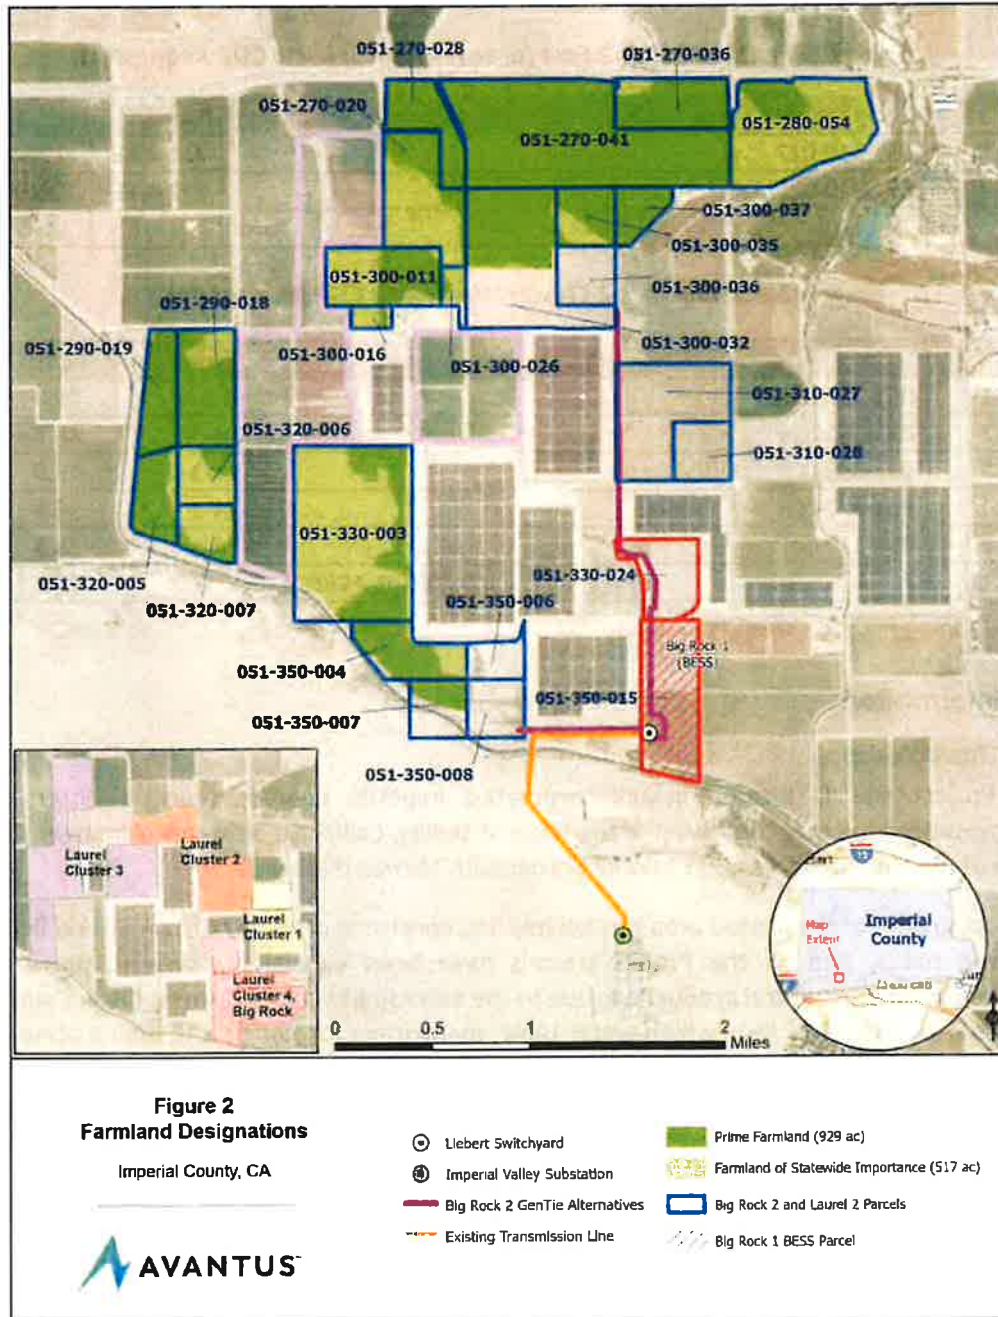 051-270-028
051-270-036
051-270-020
051-280-054
051-270-041
051-300-037
051-300-035
051-300-011
051-300-036
051-290-018
051-290-019
051-300-032
051-300-016
051-300-026
051-310-027
051-320-006
051-310-028
051-330-003
051-330-024
051-320-005
051-350-006
051-320-007
Big Rock 1
(BESS)
051-350-004
051-350-015
051-350-007
051-350-008
Laurel
Cluster 2
Laurel
Cluster 3
Laurel
Cluster 1
Laurel
Cluster 4,
Big Rock
Imperial
County
Map
Extent
0 0.5 1 2
Miles
Figure 2
Farmland Designations
Imperial County, CA
AVANTUS
Liebert Switchyard
Imperial Valley Substation
Big Rock 2 GenTie Alternatives
Existing Transmission Line
Prime Farmland (929 ac)
Farmland of Statewide Importance (517 ac)
Big Rock 2 and Laurel 2 Parcels
Big Rock 1 BESS Parcel